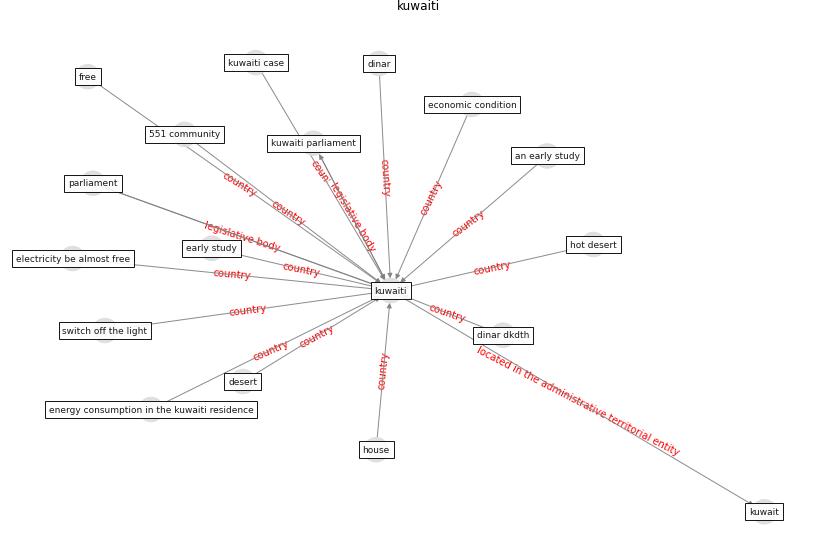 kuwaiti
kuwaiti case
dinar
free
economic condition
551 community
kuwaiti parliament
an early study
country
coun
country
parliament
country
country
legislative body
country
legislative body
hot desert
early study
electricity be almost free
country
country
country
kuwaiti
country
country
switch off the light
dinar dkdth
country
country
located in the administrative territorial entity
country
desert
energy consumption in the kuwaiti residence
house
kuwait